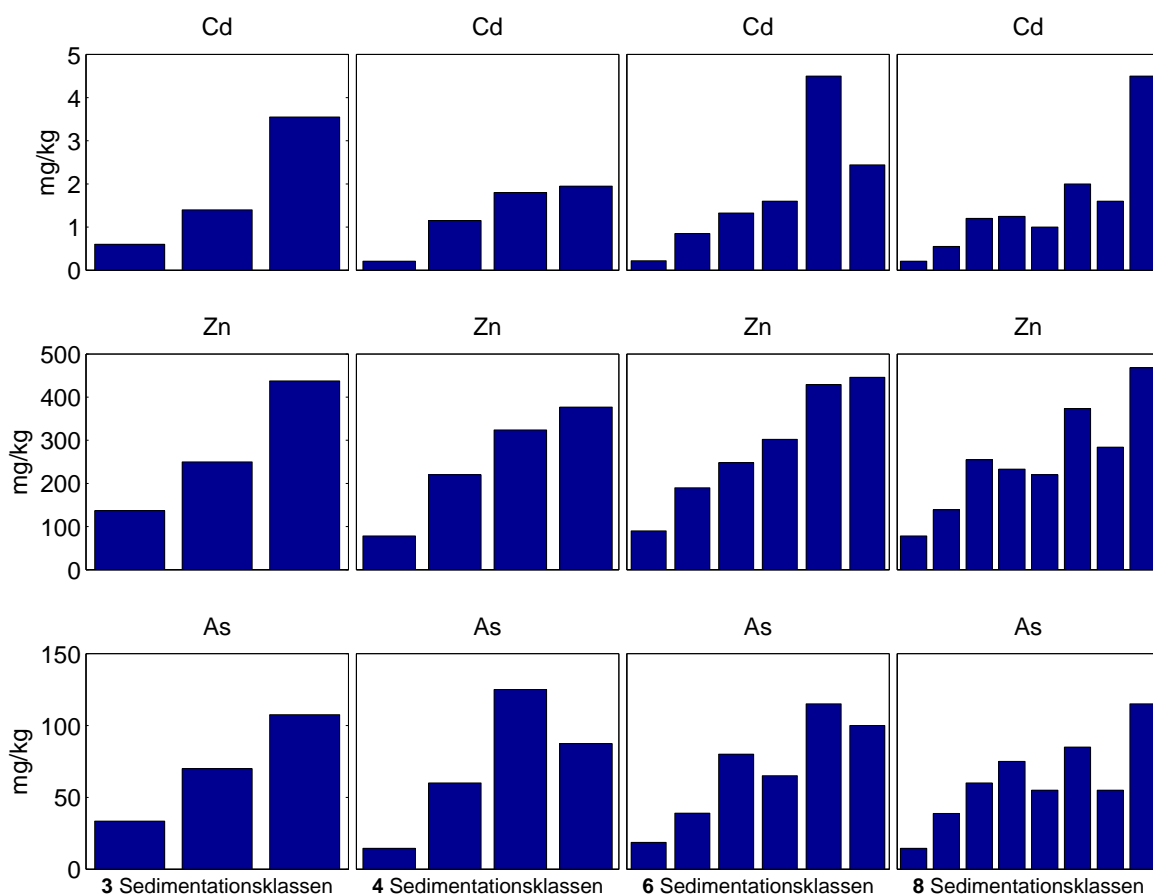 Cd Cd Cd Cd
5
4
3
2
1
0
mg/kg
Zn Zn Zn Zn
500
400
300
200
100
0
mg/kg
As As As As
150
100
50
0
mg/kg
3 Sedimentationsklassen 4 Sedimentationsklassen 6 Sedimentationsklassen 8 Sedimentationsklassen